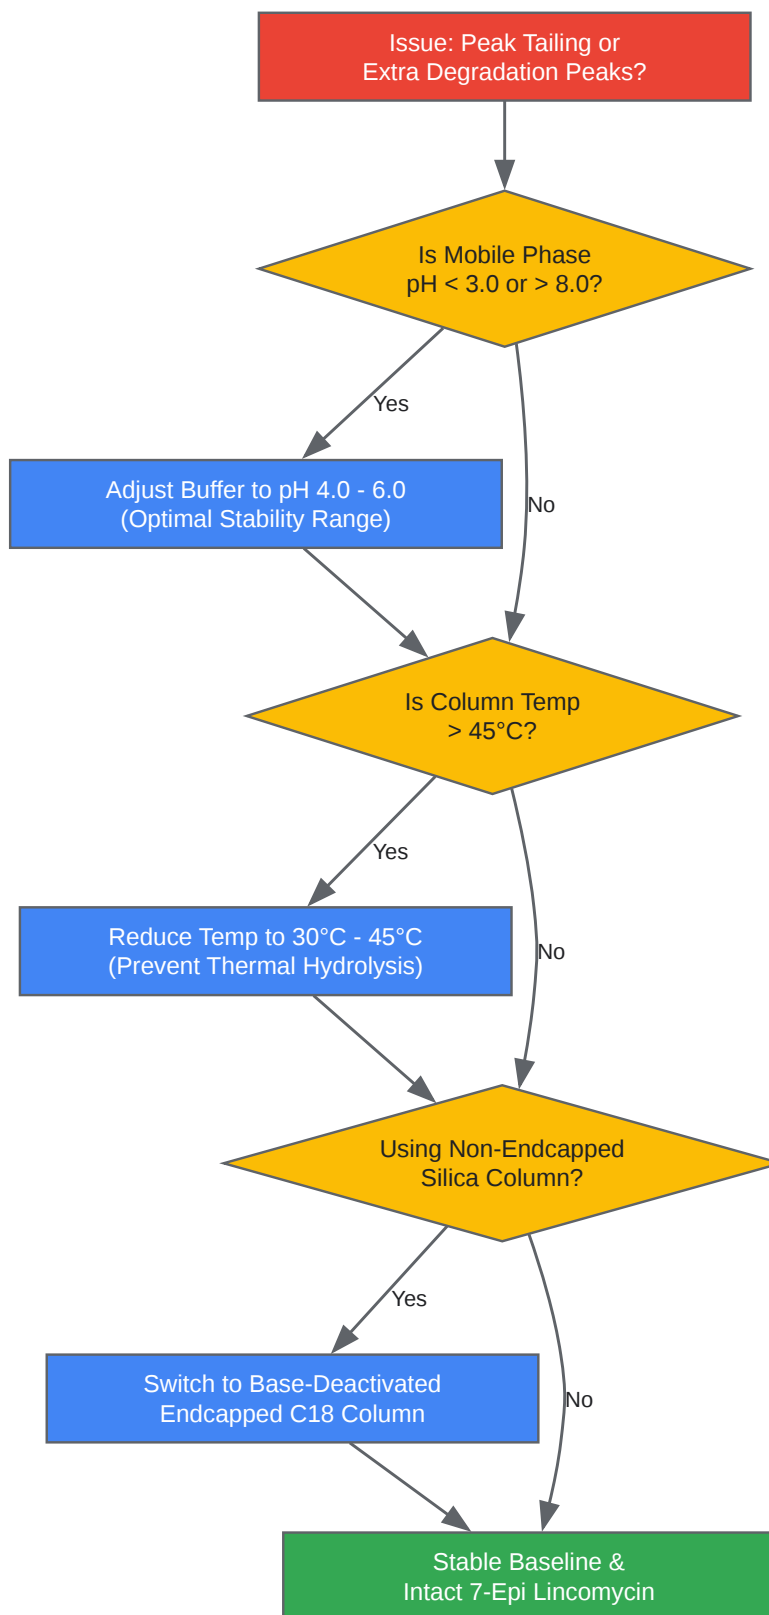 Issue: Peak Tailing or
Extra Degradation Peaks?
Is Mobile Phase
pH < 3.0 or > 8.0?
Yes
Adjust Buffer to pH 4.0 - 6.0
(Optimal Stability Range)
No
Is Column Temp
> 45°C?
Yes
Reduce Temp to 30°C - 45°C
(Prevent Thermal Hydrolysis)
No
Using Non-Endcapped
Silica Column?
Yes
Switch to Base-Deactivated
Endcapped C18 Column
No
Stable Baseline &
Intact 7-Epi Lincomycin